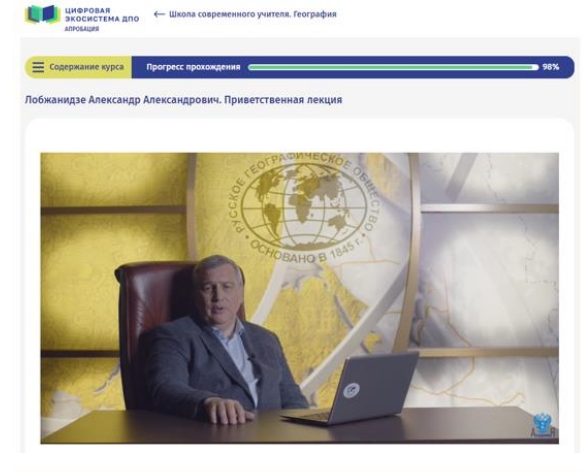 ЦИФРОВАЯ
ЭКОСИСТЕМА ДПО
АПРОБАЦИЯ
← Школа современного учителя. География
Содержание курса
Прогресс прохождения
98%
Лобжанидзе Александр Александрович. Приветственная лекция
РУССКОЕ ГЕОГРАФИЧЕСКОЕ ОБЩЕСТВО
ОСНОВАНО В 1845 г.